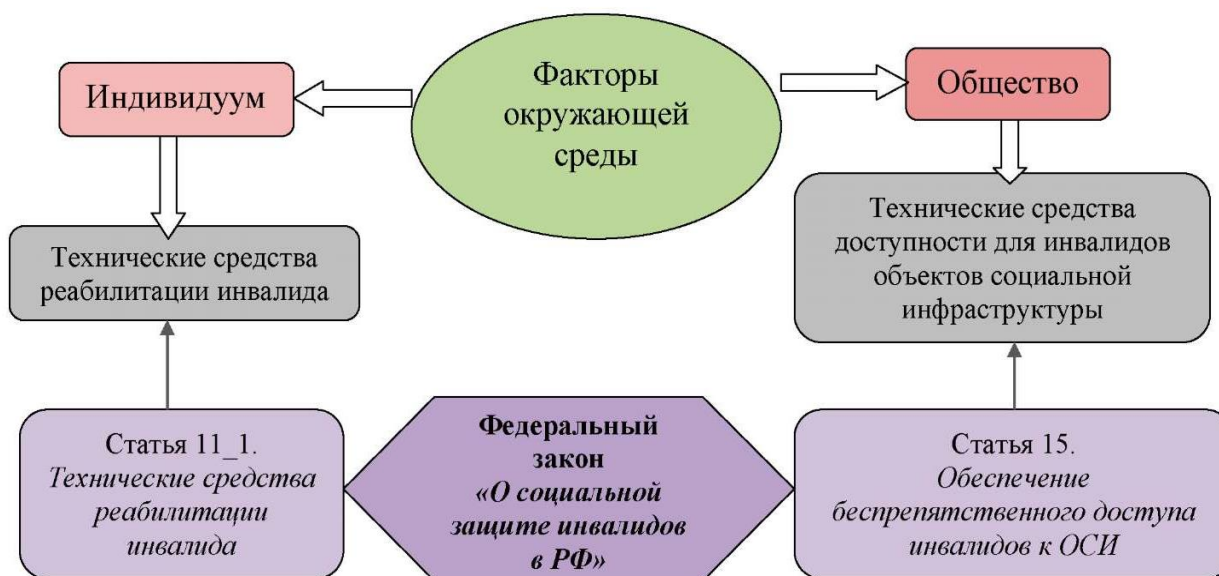 Факторы
окружающей
среды
Индивидуум
Общество
Технические средства
реабилитации инвалида
Технические средства
доступности для инвалидов
объектов социальной
инфраструктуры
Статья 11_1.
Технические средства
реабилитации
инвалида
Федеральный
закон
«О социальной
защите инвалидов
в РФ»
Статья 15.
Обеспечение
беспрепятственного доступа
инвалидов к ОСИ